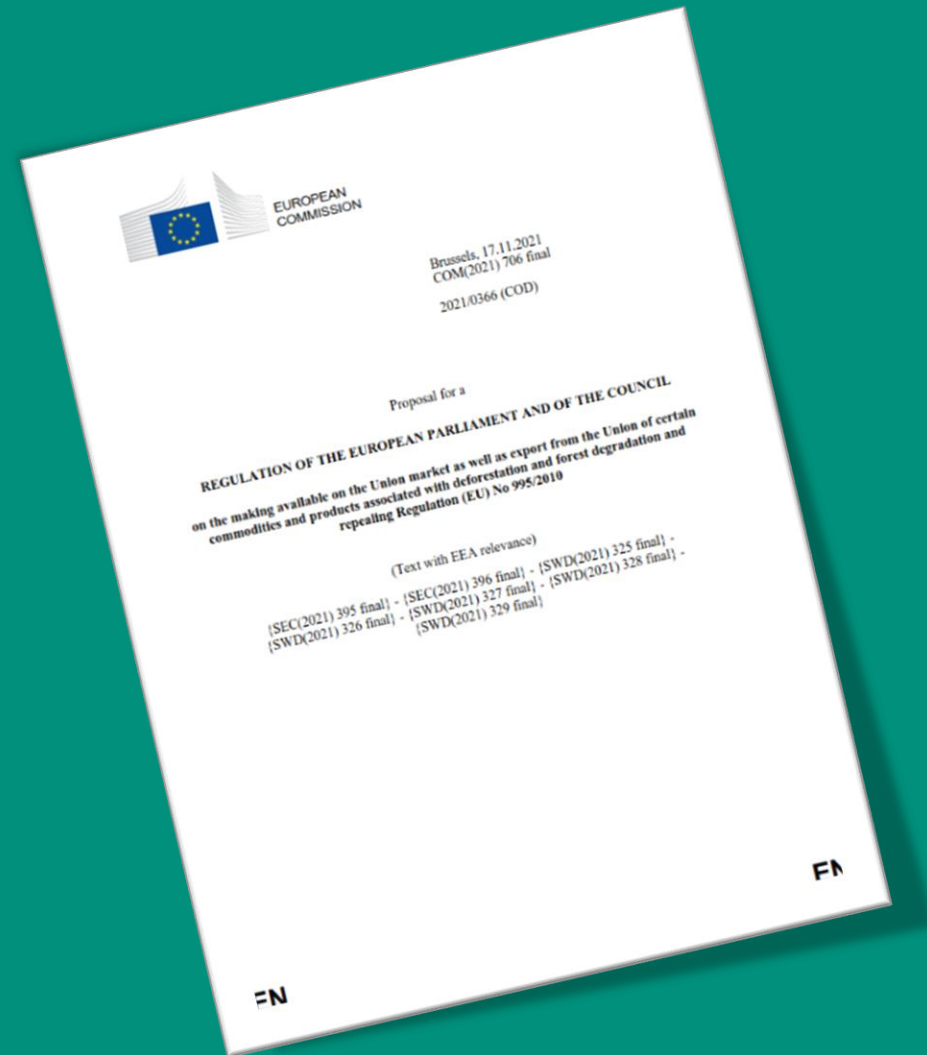 EUROPEAN
COMMISSION
Brussels, 17.11.2021
COM(2021) 706 final
2021/0366 (COD)
Proposal for a
REGULATION OF THE EUROPEAN PARLIAMENT AND OF THE COUNCIL
on the making available on the Union market as well as export from the Union of certain
commodities and products associated with deforestation and forest degradation and
repealing Regulation (EU) No 995/2010
(Text with EEA relevance)
{SEC(2021) 395 final} - {SEC(2021) 396 final} - {SWD(2021) 325 final} -
{SWD(2021) 326 final} - {SWD(2021) 327 final} - {SWD(2021) 328 final} -
{SWD(2021) 329 final}